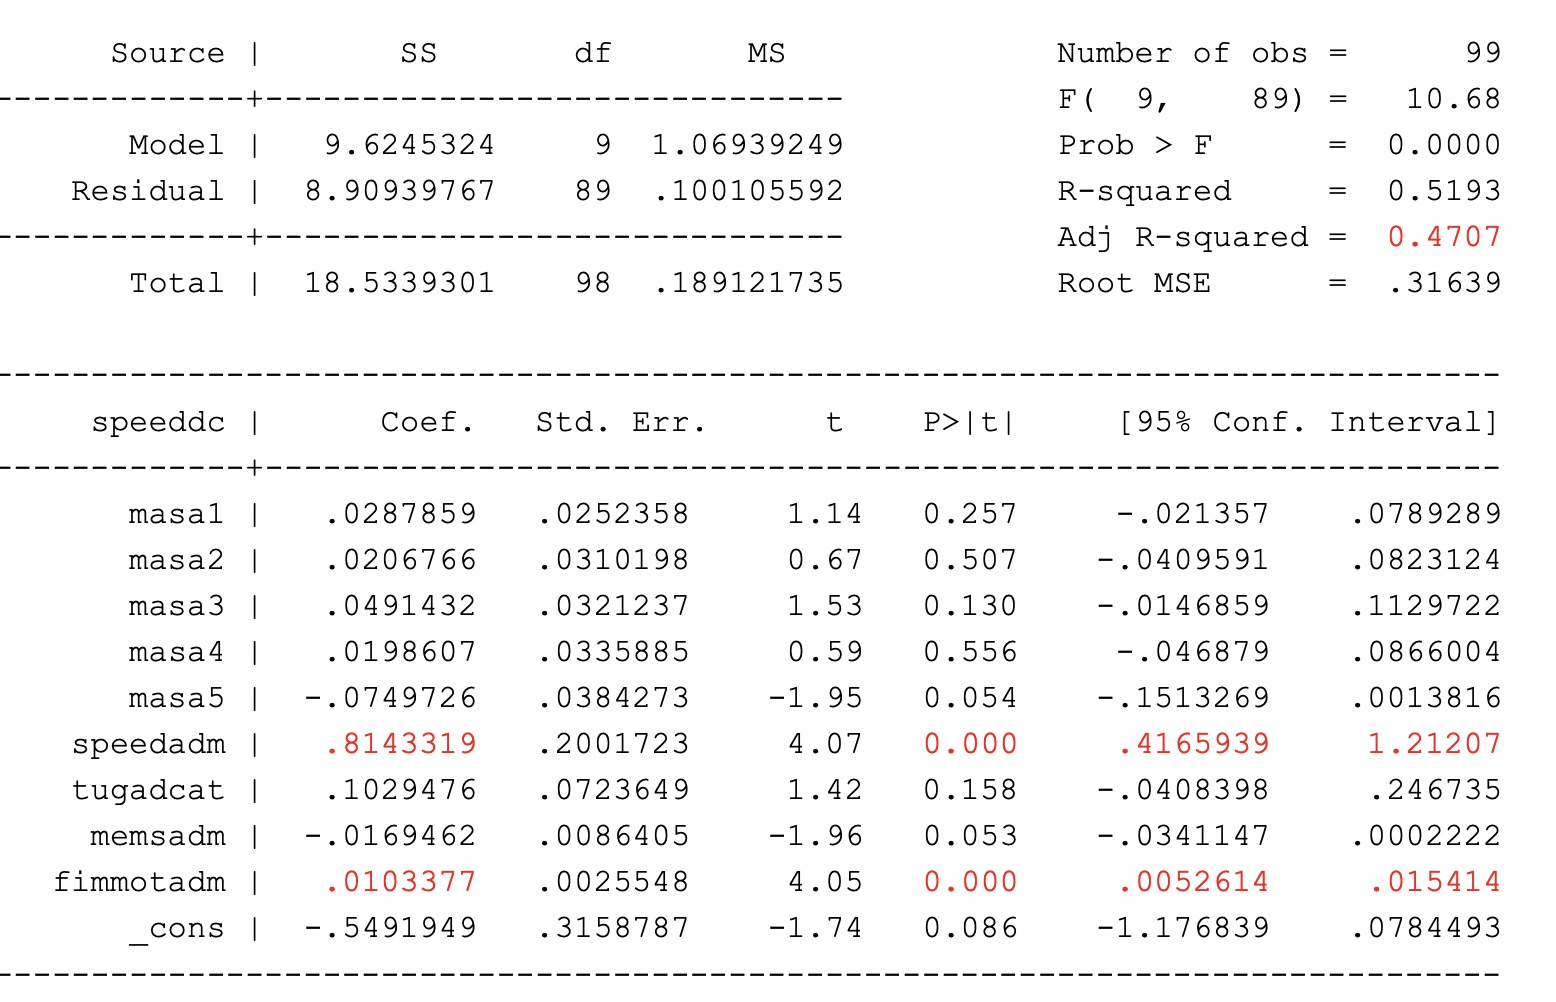 Source | SS df MS Number of obs = 99
-------------+------------------------------ F( 9, 89) = 10.68
Model | 9.6245324 9 1.06939249 Prob > F = 0.0000
Residual | 8.90939767 89 .100105592 R-squared = 0.5193
-------------+------------------------------ Adj R-squared = 0.4707
Total | 18.5339301 98 .189121735 Root MSE = .31639
------------------------------------------------------------------------------
speeddc | Coef. Std. Err. t P>|t| [95% Conf. Interval]
-------------+----------------------------------------------------------------
masa1 | .0287859 .0252358 1.14 0.257 -.021357 .0789289
masa2 | .0206766 .0310198 0.67 0.507 -.0409591 .0823124
masa3 | .0491432 .0321237 1.53 0.130 -.0146859 .1129722
masa4 | .0198607 .0335885 0.59 0.556 -.046879 .0866004
masa5 | -.0749726 .0384273 -1.95 0.054 -.1513269 .0013816
speedadm | .8143319 .2001723 4.07 0.000 .4165939 1.21207
tugadcat | .1029476 .0723649 1.42 0.158 -.0408398 .246735
memsadm | -.0169462 .0086405 -1.96 0.053 -.0341147 .0002222
fimmotadm | .0103377 .0025548 4.05 0.000 .0052614 .015414
_cons | -.5491949 .3158787 -1.74 0.086 -1.176839 .0784493
------------------------------------------------------------------------------